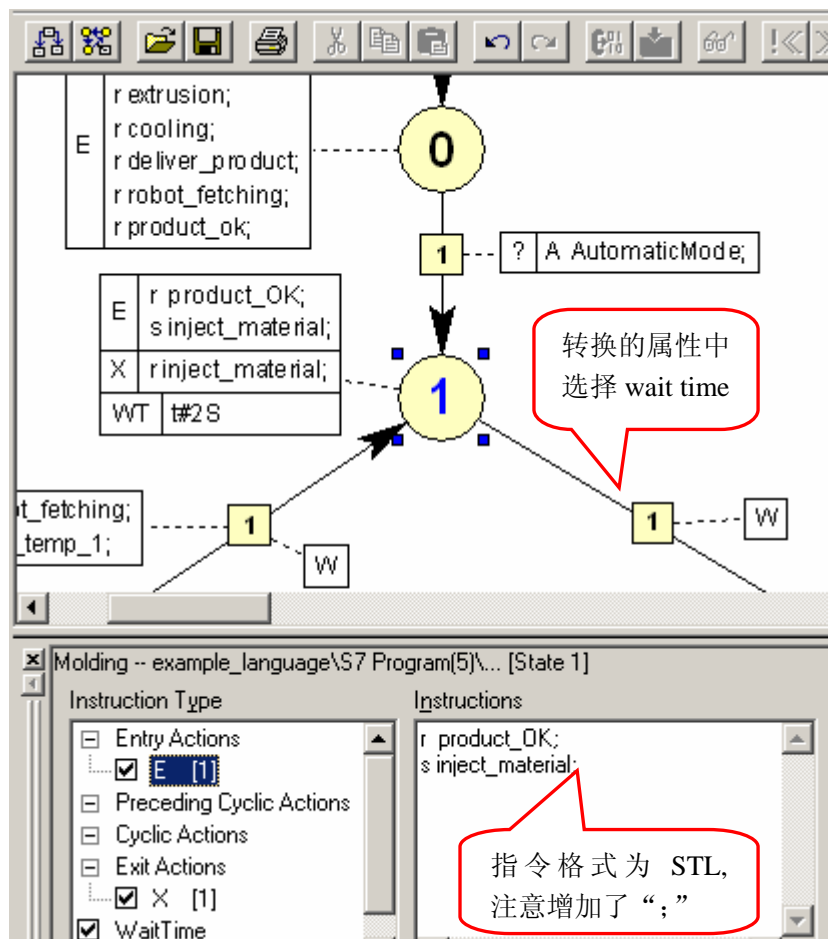 r extrusion;
r cooling;
E
r deliver_product;
r robot_fetching;
r product_ok;
0
1
? A AutomaticMode;
E
r product_OK;
s inject_material;
X r inject_material;
WT t#2S
1
转换的属性中
选择 wait time
t_fetching;
_temp_1;
1
W
1
W
Molding -- example_language\S7 Program(5)\... [State 1]
Instruction Type
Instructions
Entry Actions
E [1]
Preceding Cyclic Actions
Cyclic Actions
Exit Actions
X [1]
WaitTime
r product_OK;
s inject_material;
指令格式为 STL,
注意增加了“;”